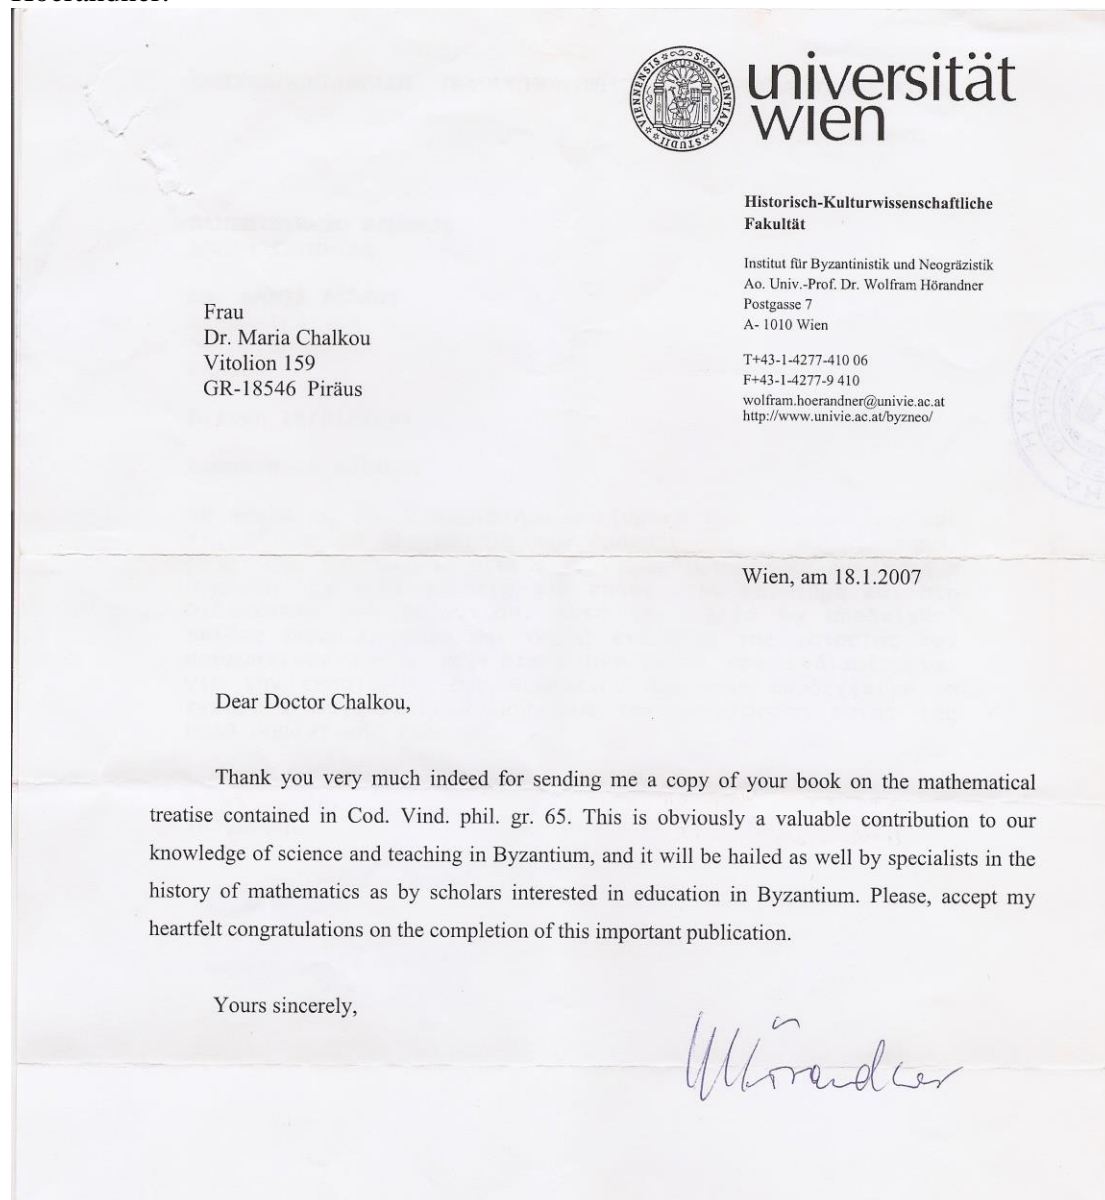 Hoerandner.
STUDII VIENNENSIS SAPIENTIAE
universität
wien
Historisch-Kulturwissenschaftliche
Fakultät
Institut für Byzantinistik und Neogräzistik
Ao. Univ.-Prof. Dr. Wolfram Hörandner
Postgasse 7
A- 1010 Wien
T+43-1-4277-410 06
F+43-1-4277-9 410
wolfram.hoerandner@univie.ac.at
http://www.univie.ac.at/byzneo/
Frau
Dr. Maria Chalkou
Vitolion 159
GR-18546 Piräus
Wien, am 18.1.2007
Dear Doctor Chalkou,
Thank you very much indeed for sending me a copy of your book on the mathematical
treatise contained in Cod. Vind. phil. gr. 65. This is obviously a valuable contribution to our
knowledge of science and teaching in Byzantium, and it will be hailed as well by specialists in the
history of mathematics as by scholars interested in education in Byzantium. Please, accept my
heartfelt congratulations on the completion of this important publication.
Yours sincerely,
WHörandner